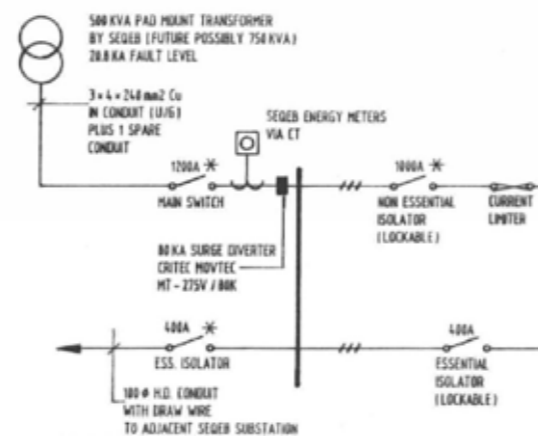 500 KVA PAD MOUNT TRANSFORMER
BY SEQEB (FUTURE POSSIBLY 750 KVA)
20.8 KA FAULT LEVEL
3 × 4 × 240 mm2 Cu
IN CONDUIT (U/G)
PLUS 1 SPARE
CONDUIT
SEQEB ENERGY METERS
VIA CT
1200A
MAIN SWITCH
1000A
NON ESSENTIAL
ISOLATOR
(LOCKABLE)
CURRENT
LIMITER
80 KA SURGE DIVERTER
CRITEC MOVTEC
MT - 275V / 80K
400A
ESS. ISOLATOR
400A
ESSENTIAL
ISOLATOR
(LOCKABLE)
100 ø H.D. CONDUIT
WITH DRAW WIRE
TO ADJACENT SEQEB SUBSTATION